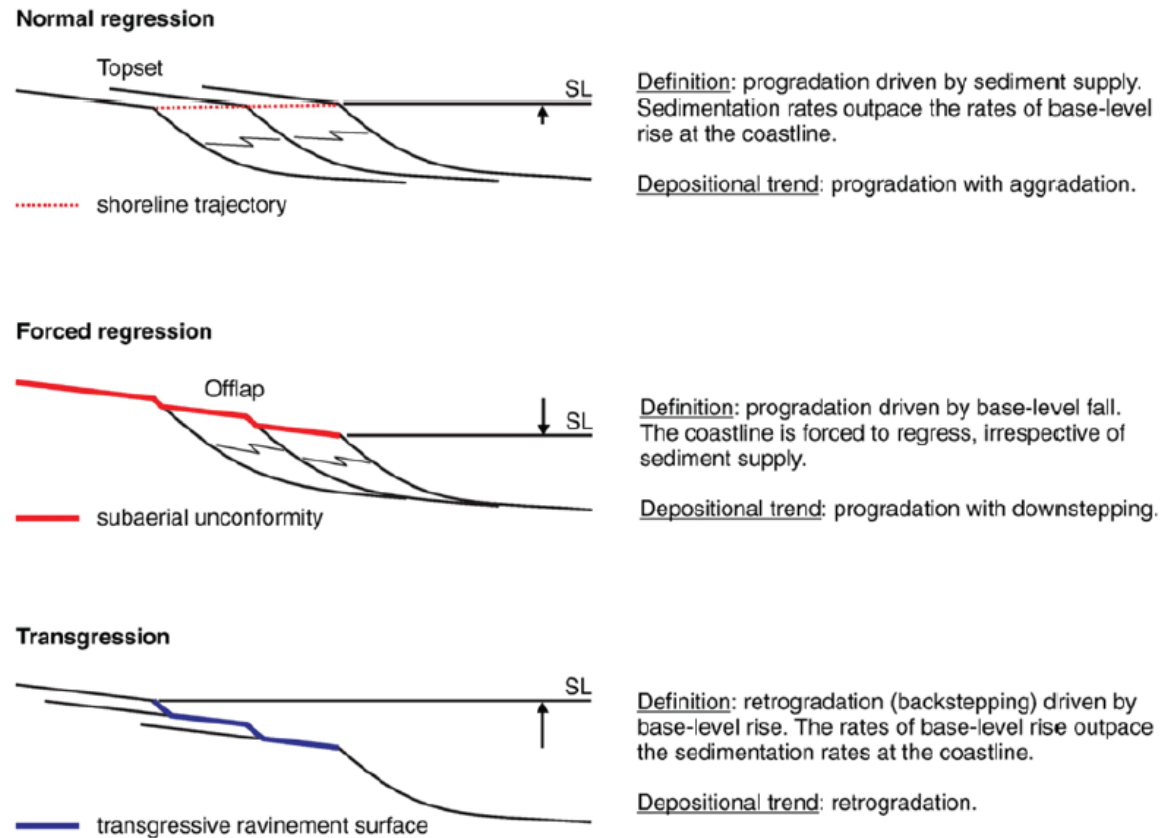 Normal regression
Topset
SL
shoreline trajectory
Definition: progradation driven by sediment supply.
Sedimentation rates outpace the rates of base-level
rise at the coastline.
Depositional trend: progradation with aggradation.
Forced regression
Offlap
SL
subaerial unconformity
Definition: progradation driven by base-level fall.
The coastline is forced to regress, irrespective of
sediment supply.
Depositional trend: progradation with downstepping.
Transgression
SL
transgressive ravinement surface
Definition: retrogradation (backstepping) driven by
base-level rise. The rates of base-level rise outpace
the sedimentation rates at the coastline.
Depositional trend: retrogradation.